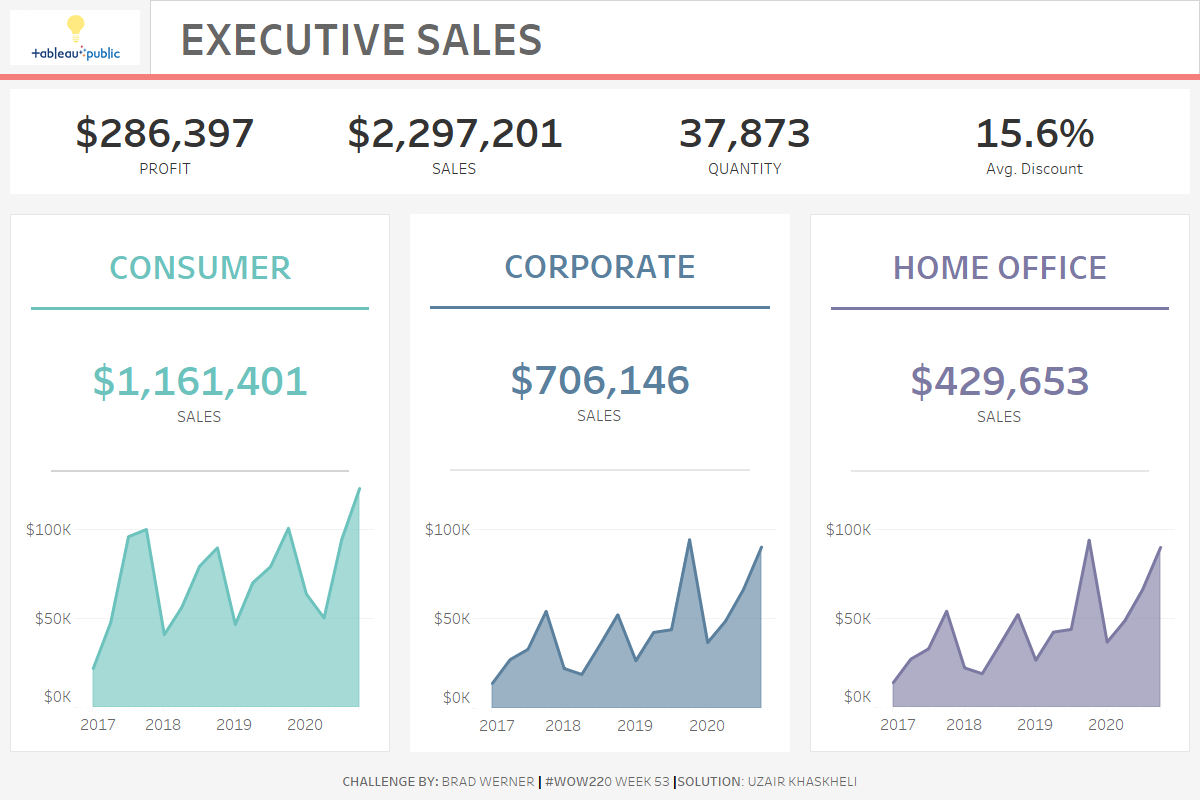 tableau public
EXECUTIVE SALES
$286,397
PROFIT
$2,297,201
SALES
37,873
QUANTITY
15.6%
Avg. Discount
CONSUMER
$1,161,401
SALES
$100K
$50K
$0K
2017 2018 2019 2020
CORPORATE
$706,146
SALES
$100K
$50K
$0K
2017 2018 2019 2020
HOME OFFICE
$429,653
SALES
$100K
$50K
$0K
2017 2018 2019 2020
CHALLENGE BY: BRAD WERNER | #WOW220 WEEK 53 |SOLUTION: UZAIR KHASKHELI